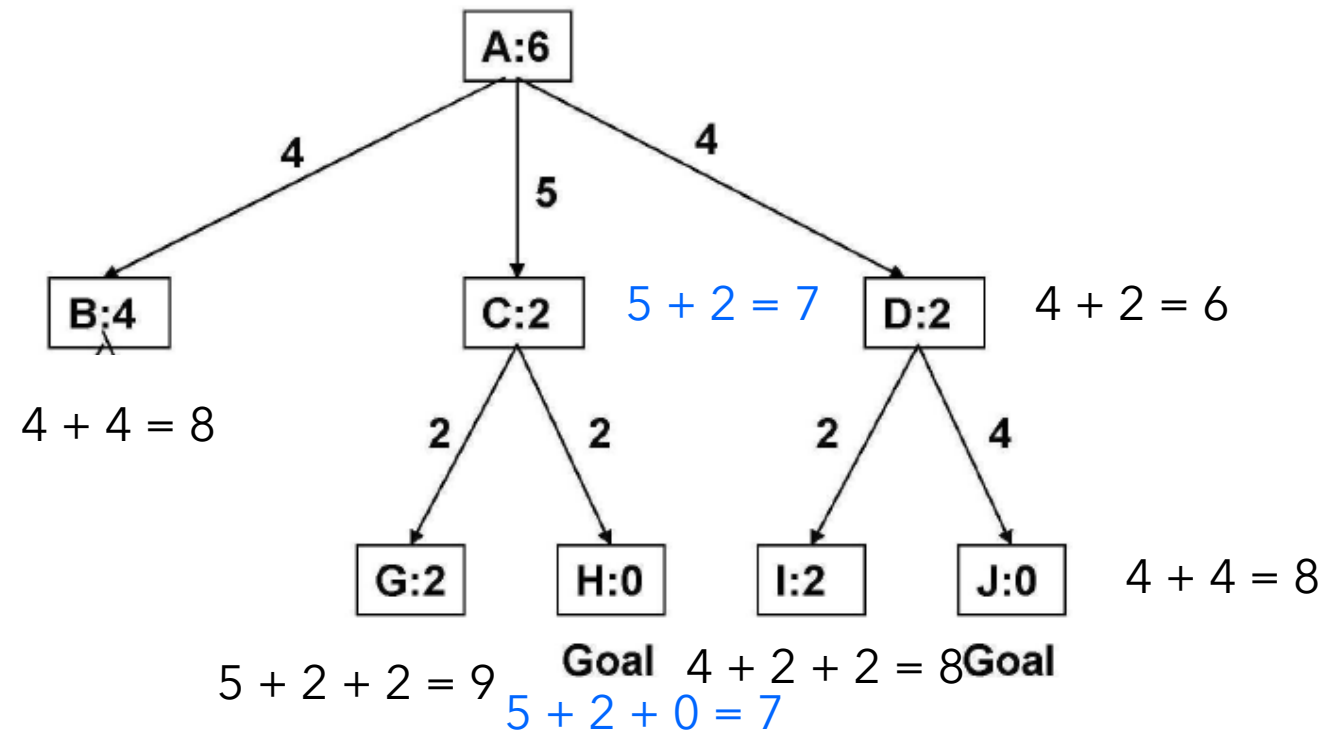 A:6
4
5
4
B:4
C:2
5 + 2 = 7
D:2
4 + 2 = 6
4 + 4 = 8
2
2
2
4
G:2
H:0
I:2
J:0
4 + 4 = 8
Goal
4 + 2 + 2 = 8
Goal
5 + 2 + 2 = 9
5 + 2 + 0 = 7